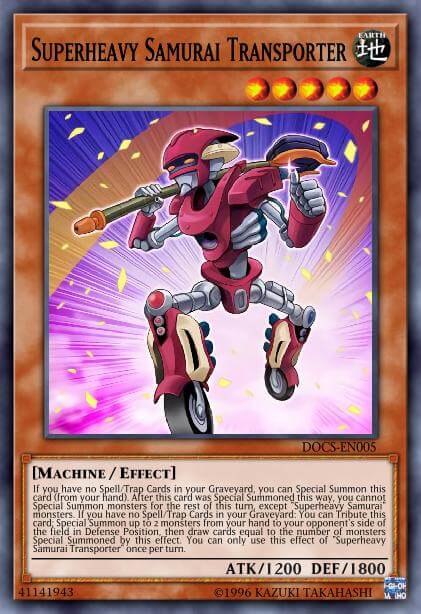 SUPERHEAVY SAMURAI TRANSPORTER
EARTH
地
DOCS-EN005
[MACHINE / EFFECT]
If you have no Spell/Trap Cards in your Graveyard, you can Special Summon this
card (from your hand). After this card was Special Summoned this way, you cannot
Special Summon monsters for the rest of this turn, except "Superheavy Samurai"
monsters. If you have no Spell/Trap Cards in your Graveyard: You can Tribute this
card; Special Summon up to 2 monsters from your hand to your opponent's side of
the field in Defense Position, then draw cards equal to the number of monsters
Special Summoned by this effect. You can only use this effect of "Superheavy
Samurai Transporter" once per turn.
ATK/1200 DEF/1800
41141943
©1996 KAZUKI TAKAHASHI